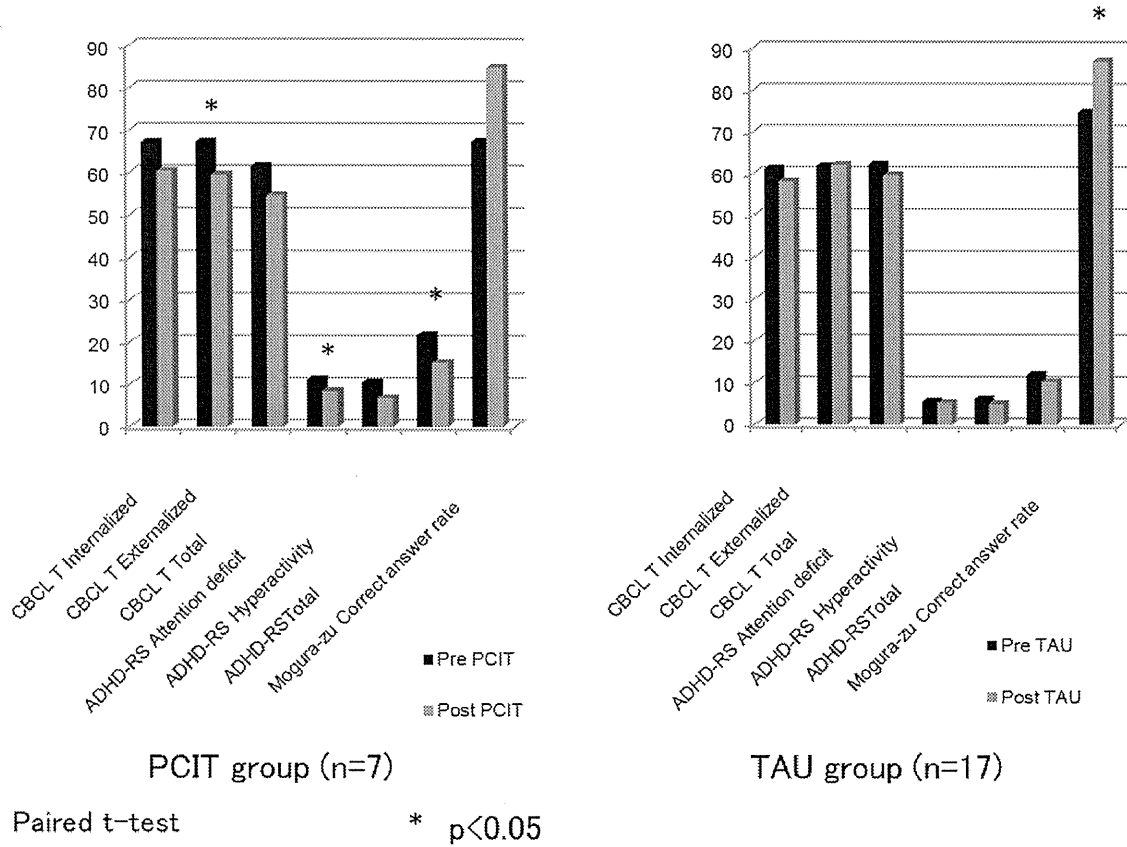 *
90
80
70
60
50
40
30
20
10
0
*
*
*
CBCL T Internalized
CBCL T Externalized
CBCL T Total
ADHD-RS Attention deficit
ADHD-RS Hyperactivity
ADHD-RSTotal
Mogura-zu Correct answer rate
■ Pre PCIT
■ Post PCIT
PCIT group (n=7)
90
80
70
60
50
40
30
20
10
0
CBCL T Internalized
CBCL T Externalized
CBCL T Total
ADHD-RS Attention deficit
ADHD-RS Hyperactivity
ADHD-RSTotal
Mogura-zu Correct answer rate
■ Pre TAU
■ Post TAU
TAU group (n=17)
Paired t-test
* p<0.05